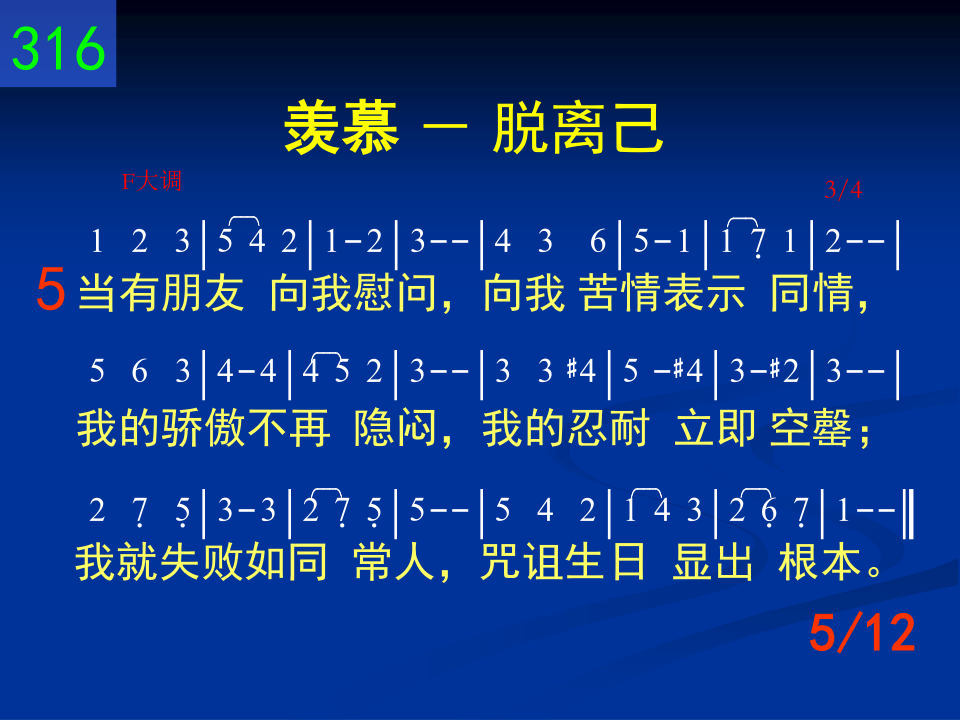 316
羡慕 － 脱离己
F大调 3/4
1 2 3|5 4 2|1-2|3--|4 3 6|5-1|1 7̣ 1|2--|
5 当有朋友 向我慰问，向我 苦情表示 同情，
5 6 3|4-4|4 5 2|3--|3 3 #4|5 -#4|3-#2|3--|
我的骄傲不再 隐闷，我的忍耐 立即 空罄；
2 7̣ 5̣|3-3|2 7̣ 5̣|5--|5 4 2|1 4 3|2 6̣ 7̣|1--‖
我就失败如同 常人，咒诅生日 显出 根本。
5/12